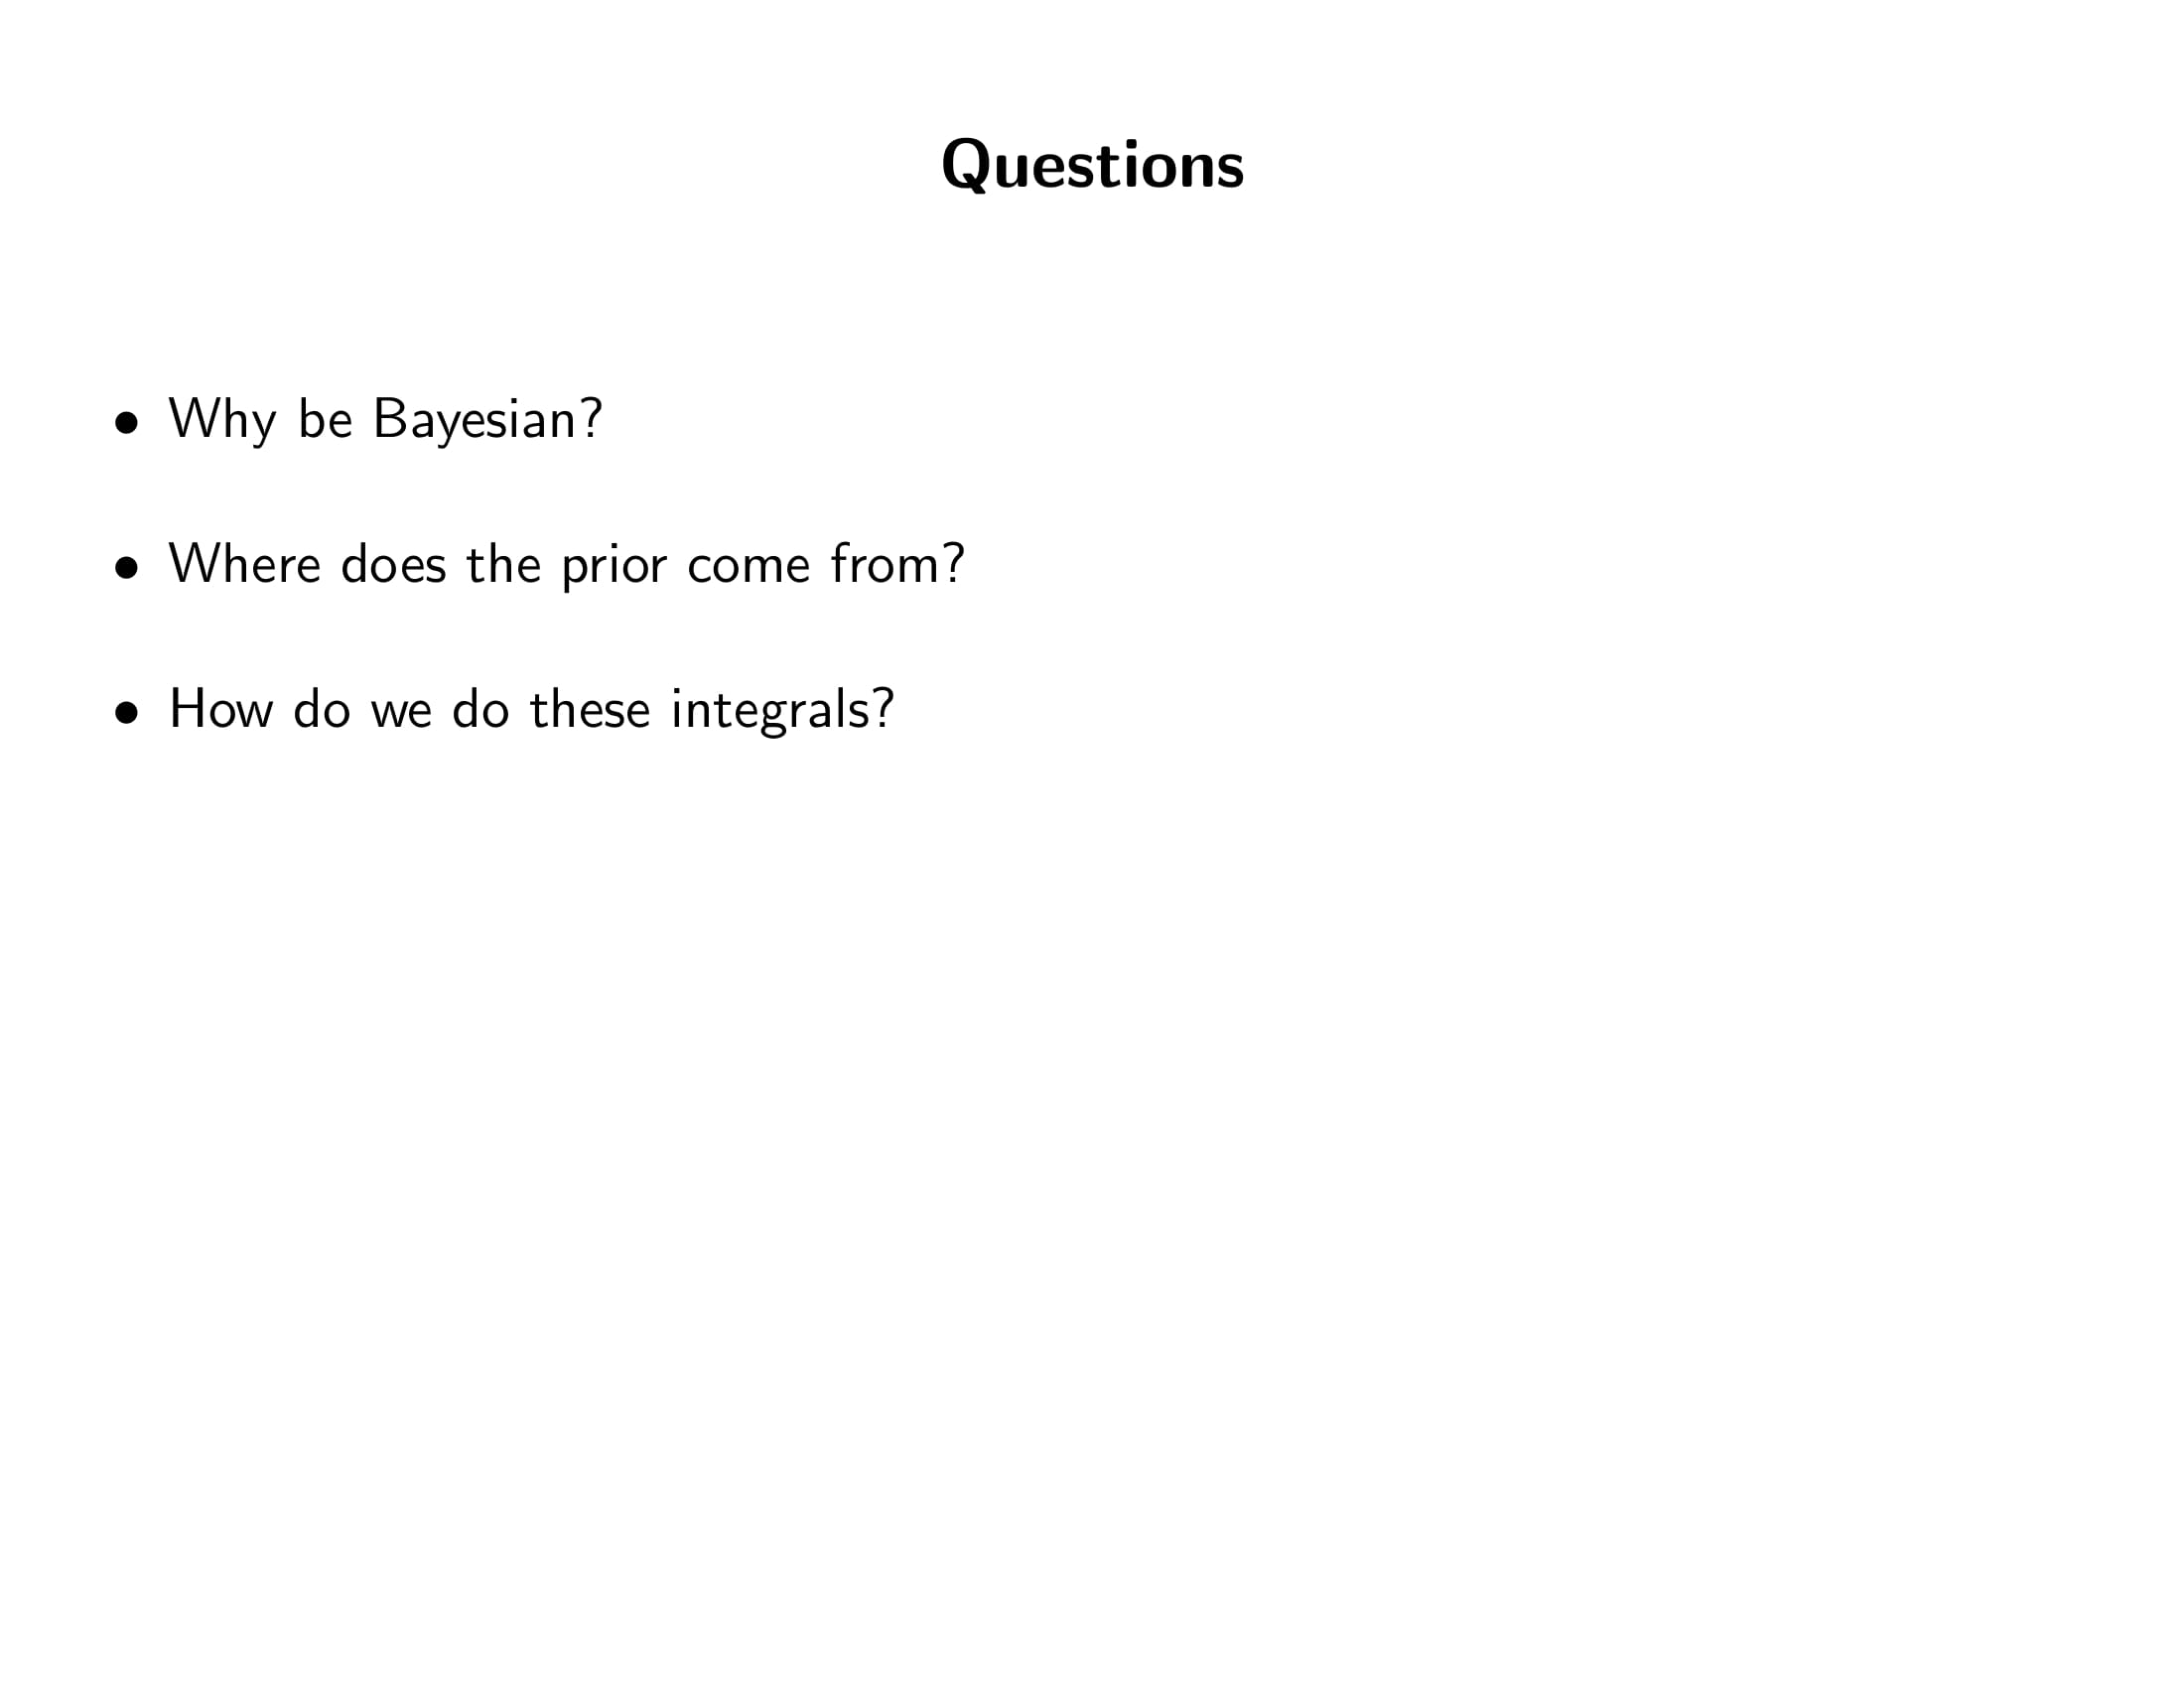 Questions
• Why be Bayesian?
• Where does the prior come from?
• How do we do these integrals?